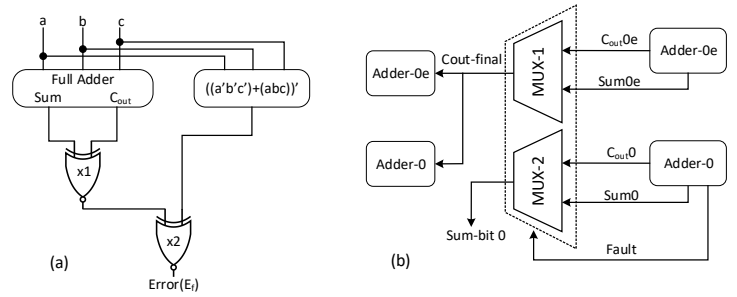 a b c
Full Adder
Sum Cout
((a'b'c')+(abc))'
x1
x2
(a)
Error(Ef)
Adder-0e
Cout-final
MUX-1
Cout0e
Adder-0e
Sum0e
Adder-0
MUX-2
Cout0
Adder-0
Sum0
Sum-bit 0
Fault
(b)